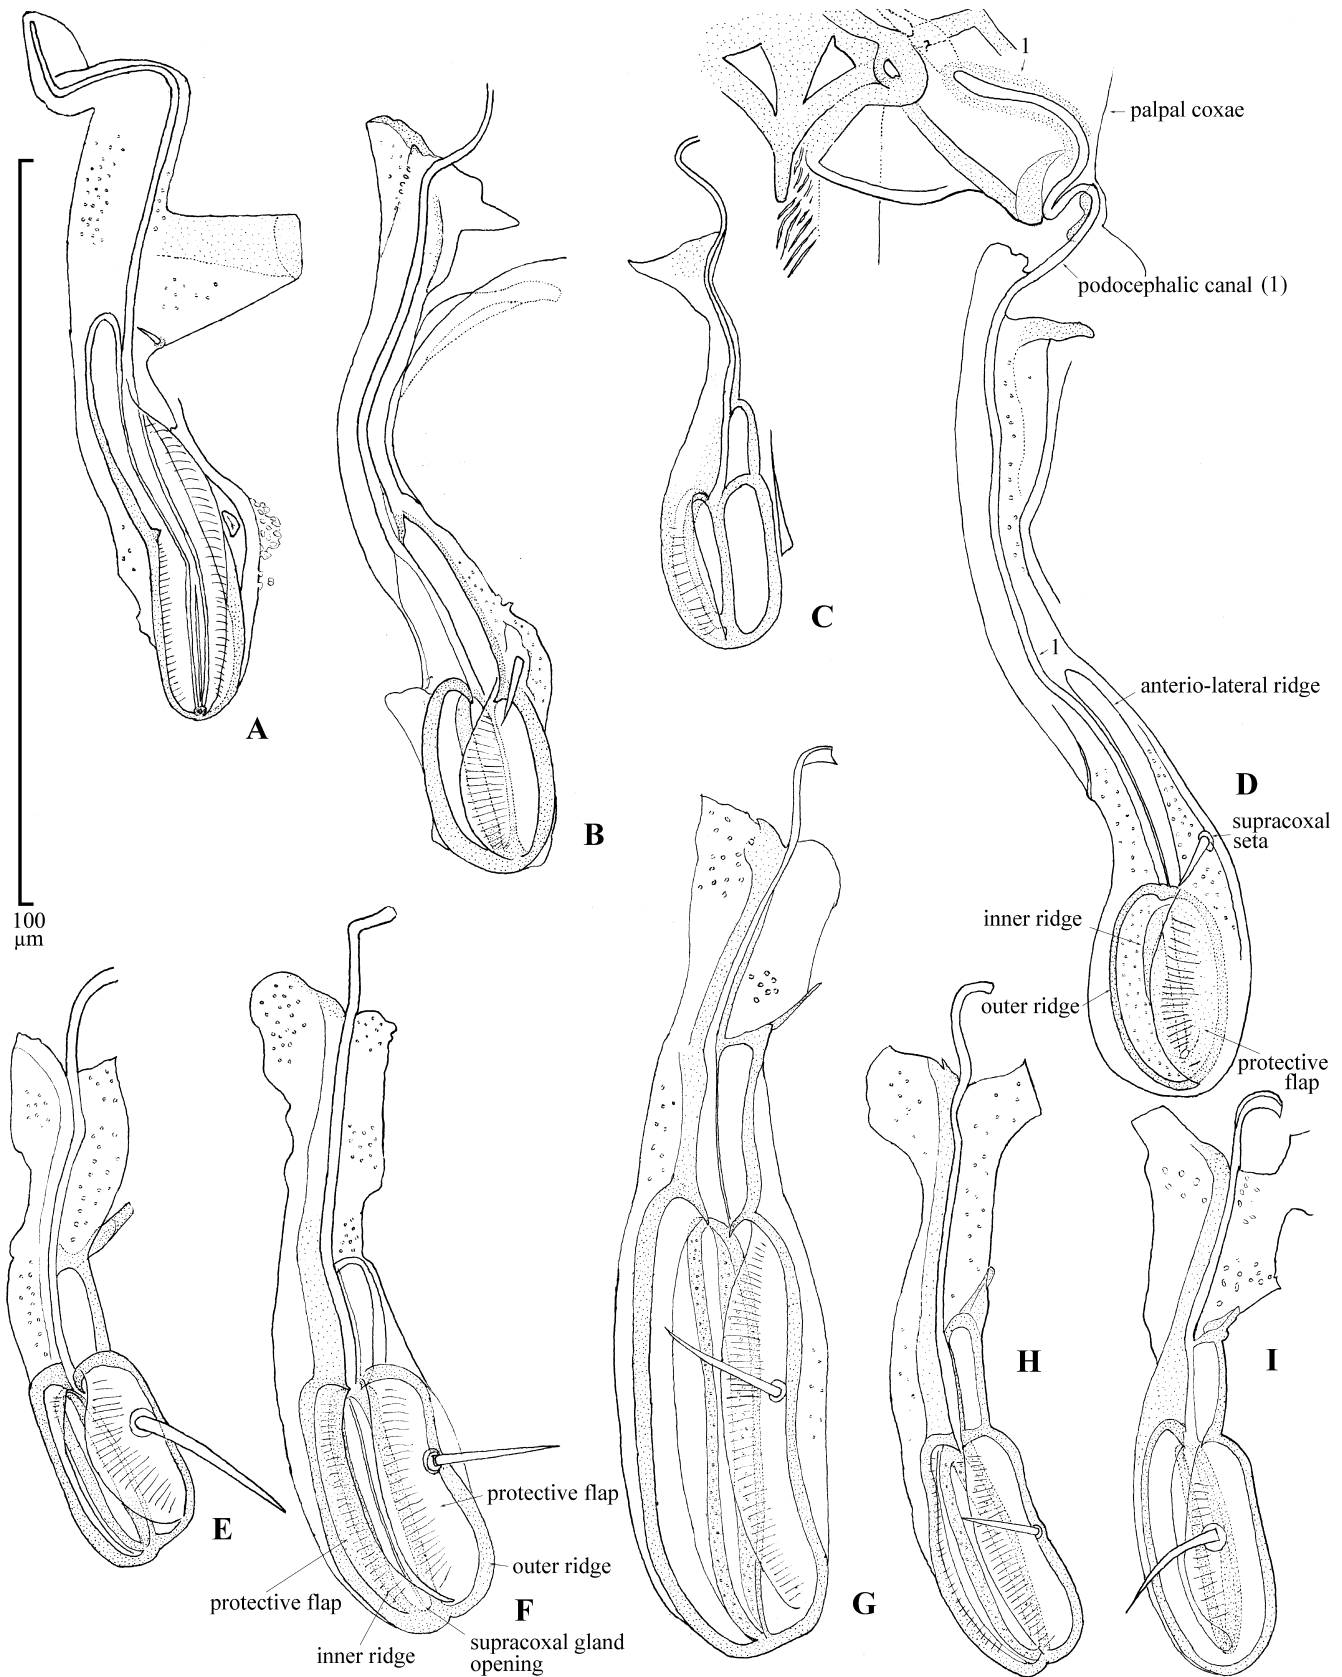 1
palpal coxae
podocephalic canal (1)
C
1
anterio-lateral ridge
A
D
B
supracoxal
seta
100
µm
inner ridge
outer ridge
protective
flap
H
I
protective flap
E
outer ridge
protective flap
F
G
supracoxal gland
opening
inner ridge